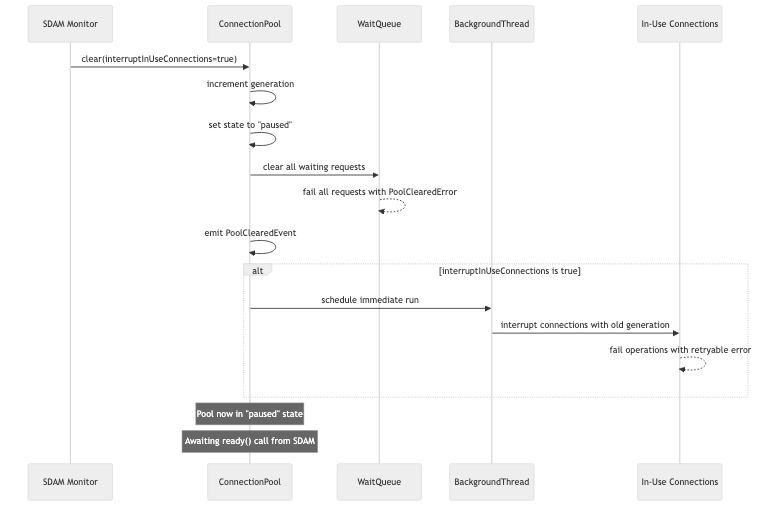 SDAM Monitor
ConnectionPool
WaitQueue
BackgroundThread
In-Use Connections
clear(interruptInUseConnections=true)
increment generation
set state to "paused"
clear all waiting requests
fail all requests with PoolClearedError
emit PoolClearedEvent
alt
[interruptInUseConnections is true]
schedule immediate run
interrupt connections with old generation
fail operations with retryable error
Pool now in "paused" state
Awaiting ready() call from SDAM
SDAM Monitor
ConnectionPool
WaitQueue
BackgroundThread
In-Use Connections